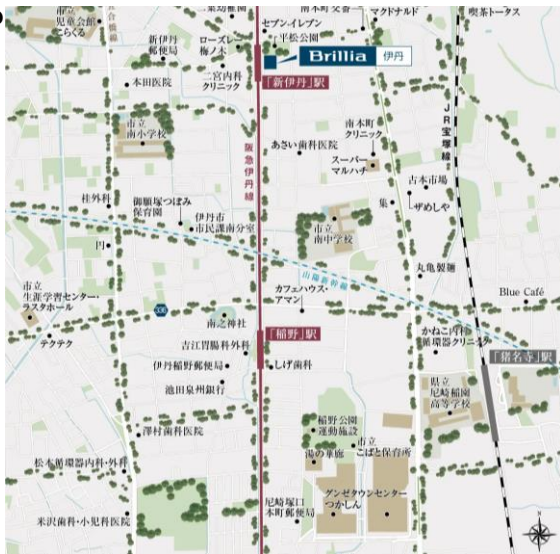 市立
児童会館
こらくる
新伊丹
郵便局
ローズレー
梅ノ木
セブン-イレブン
平松公園
マクドナルド
喫茶トータス
Brillia 伊丹
二宮内科
クリニック
「新伊丹」駅
本田医院
市立
南小学校
阪急伊丹線
あさい歯科医院
南本町
クリニック
スーパー
マルハチ
JR宝塚線
古本市場
ザめしや
桂外科
御願塚つぼみ
保育園
伊丹市
市民課南分室
市立
南中学校
集
円
山陽新幹線
丸亀製麺
市立
生涯学習センター・
ラスタホール
336
南之神社
カフェハウス・
アマン
Blue Café
テクテク
「稲野」駅
かねこ内科
循環器クリニック
「猪名寺」駅
吉江胃腸科外科
伊丹稲野郵便局
しげ歯科
池田泉州銀行
県立
尼崎稲園
高等学校
澤村歯科医院
稲野公園
運動施設
市立
こばと保育所
湯の華廊
松本循環器内科・外科
米沢歯科・小児科医院
尼崎塚口
本町郵便局
グンゼタウンセンター
つかしん
N